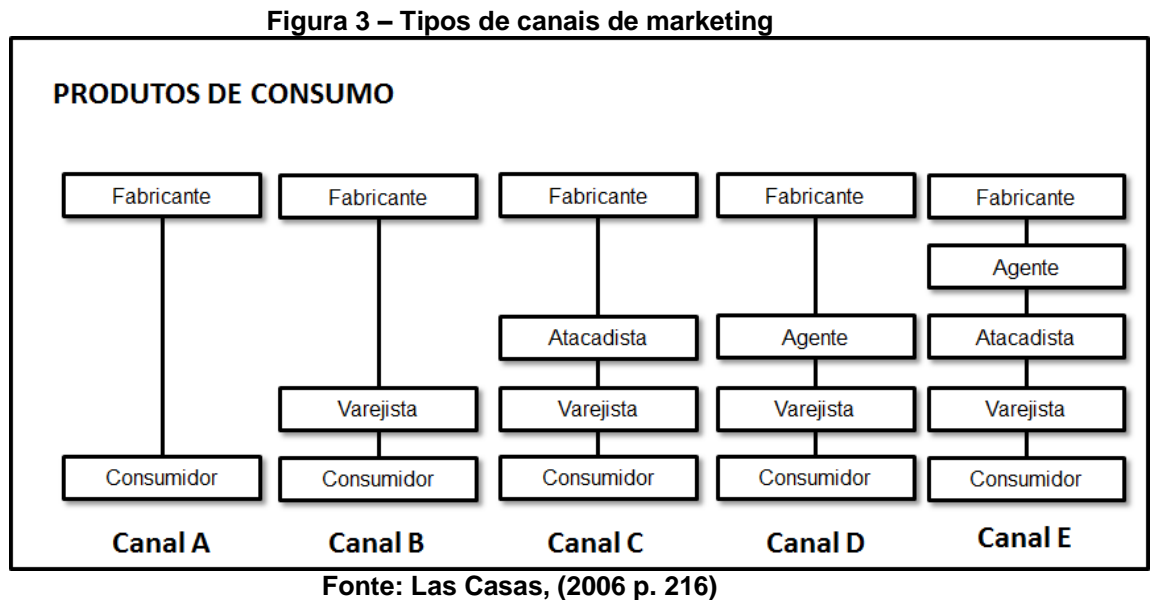 Figura 3 – Tipos de canais de marketing
PRODUTOS DE CONSUMO
Fabricante Fabricante Fabricante Fabricante Fabricante
Agente
Atacadista Agente Atacadista
Varejista Varejista Varejista Varejista
Consumidor Consumidor Consumidor Consumidor Consumidor
Canal A Canal B Canal C Canal D Canal E
Fonte: Las Casas, (2006 p. 216)